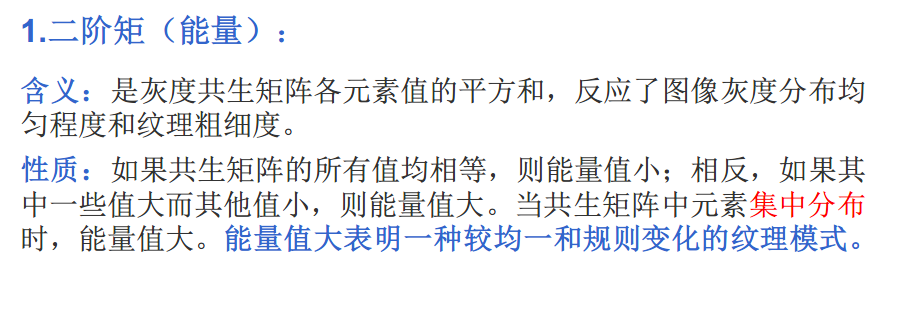 1.二阶矩（能量）：
含义：是灰度共生矩阵各元素值的平方和，反应了图像灰度分布均
匀程度和纹理粗细度。
性质：如果共生矩阵的所有值均相等，则能量值小；相反，如果其
中一些值大而其他值小，则能量值大。当共生矩阵中元素集中分布
时，能量值大。能量值大表明一种较均一和规则变化的纹理模式。